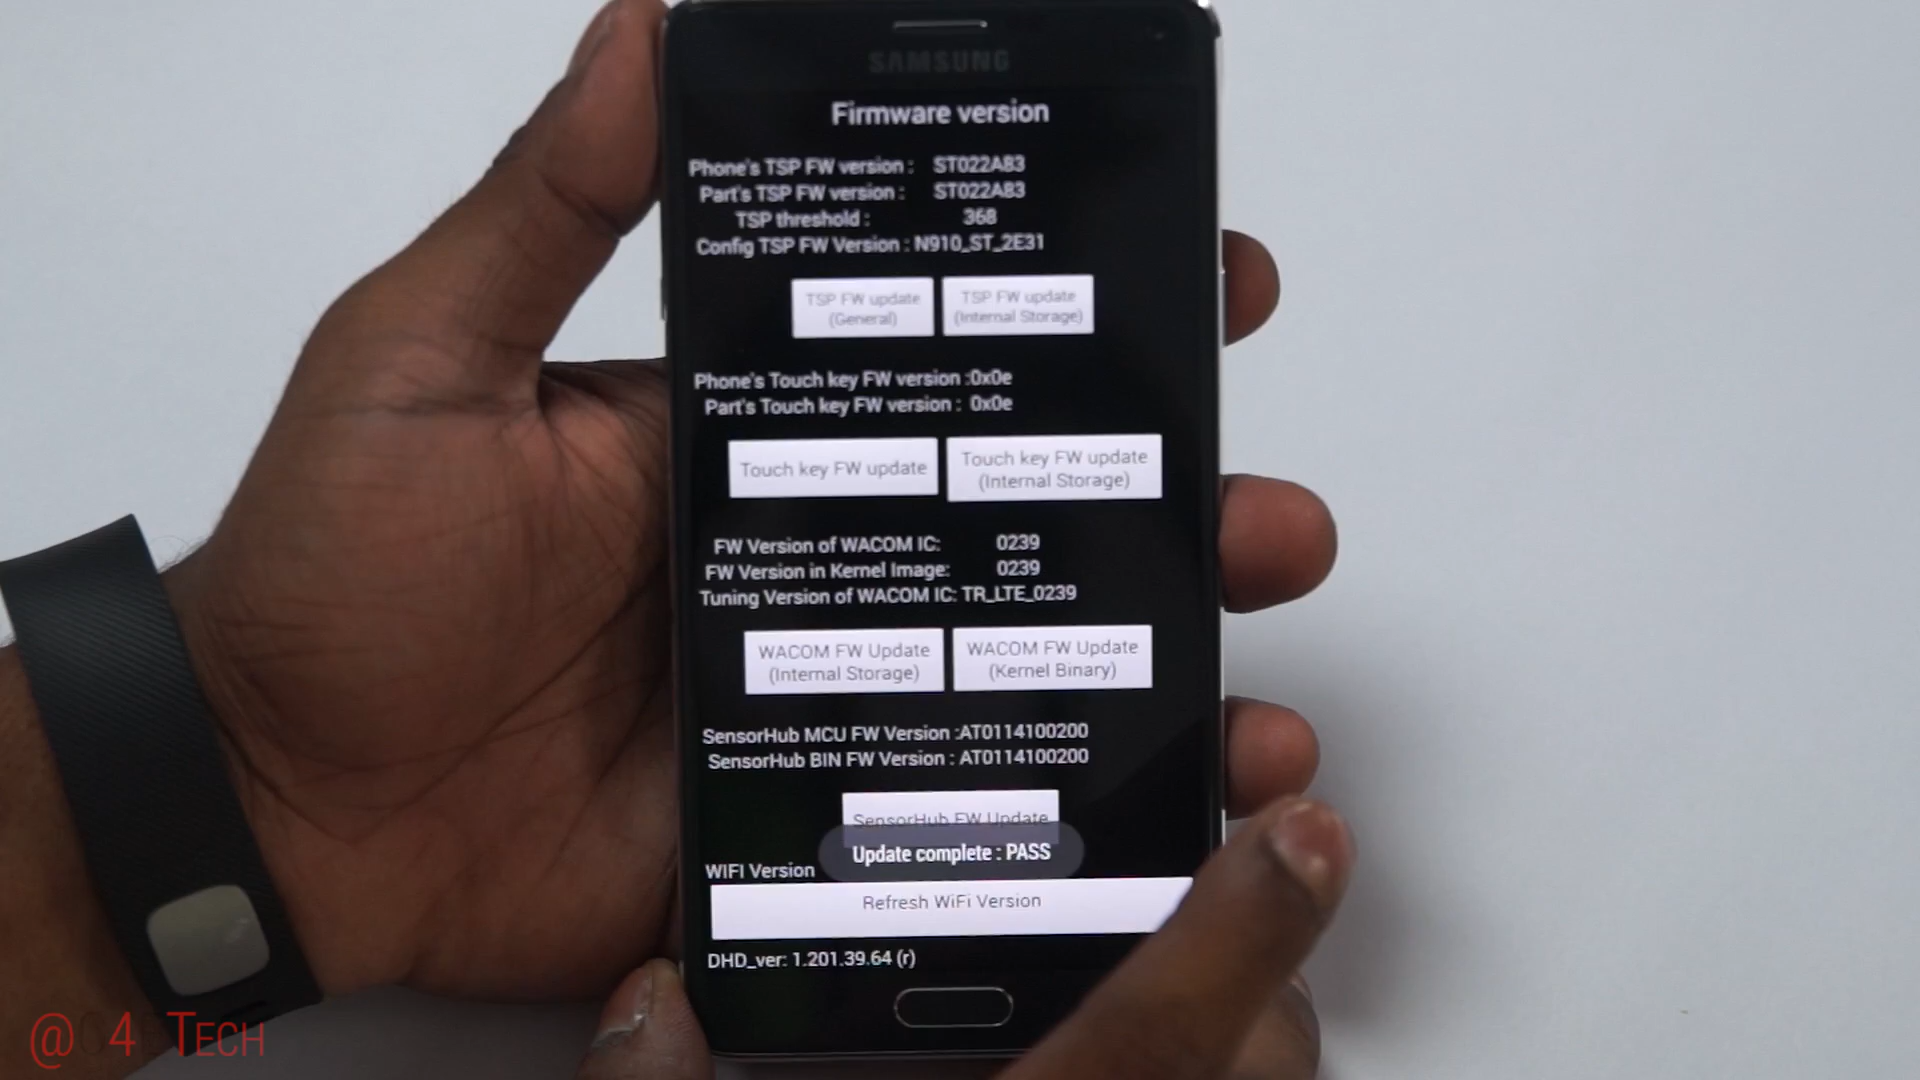 SAMSUNG
Firmware version
Phone's TSP FW version : ST022A83
Part's TSP FW version : ST022A83
TSP threshold : 368
Config TSP FW Version : N910_ST_2E31
TSP FW update
(General)
TSP FW update
(Internal Storage)
Phone's Touch key FW version :0x0e
Part's Touch key FW version : 0x0e
Touch key FW update
Touch key FW update
(Internal Storage)
FW Version of WACOM IC: 0239
FW Version in Kernel Image: 0239
Tuning Version of WACOM IC: TR_LTE_0239
WACOM FW Update
(Internal Storage)
WACOM FW Update
(Kernel Binary)
SensorHub MCU FW Version :AT0114100200
SensorHub BIN FW Version : AT0114100200
SensorHub FW Update
Update complete : PASS
WIFI Version
Refresh WiFi Version
DHD_ver: 1.201.39.64 (r)